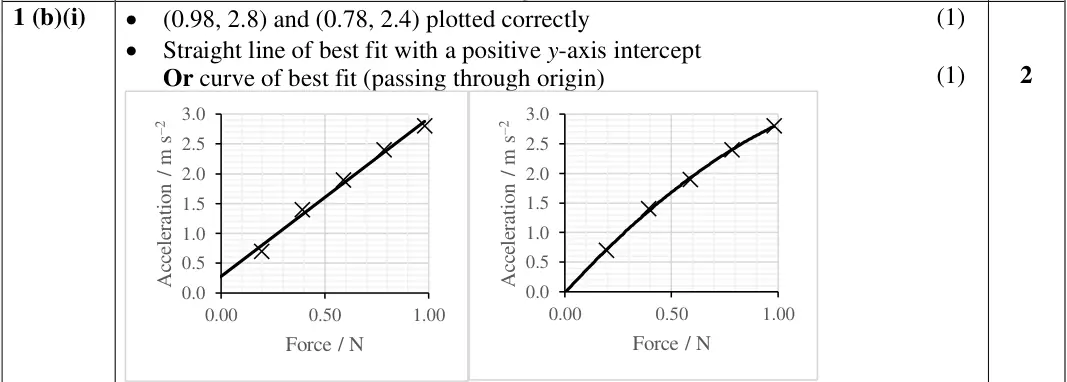 1 (b)(i)
• (0.98, 2.8) and (0.78, 2.4) plotted correctly (1)
• Straight line of best fit with a positive y-axis intercept
Or curve of best fit (passing through origin) (1) 2
Acceleration / m s⁻²
3.0
2.5
2.0
1.5
1.0
0.5
0.0
0.00 0.50 1.00
Force / N
Acceleration / m s⁻²
3.0
2.5
2.0
1.5
1.0
0.5
0.0
0.00 0.50 1.00
Force / N